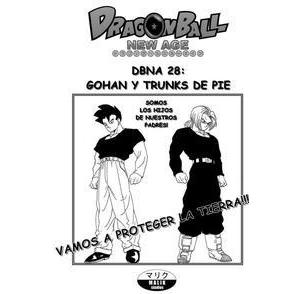 DRAGONBALL
NEW AGE
DBNA 28:
GOHAN Y TRUNKS DE PIE
SOMOS
LOS HIJOS
DE NUESTROS
PADRES!
VAMOS A PROTEGER LA TIERRA!!!
マリク
MALIK
studios